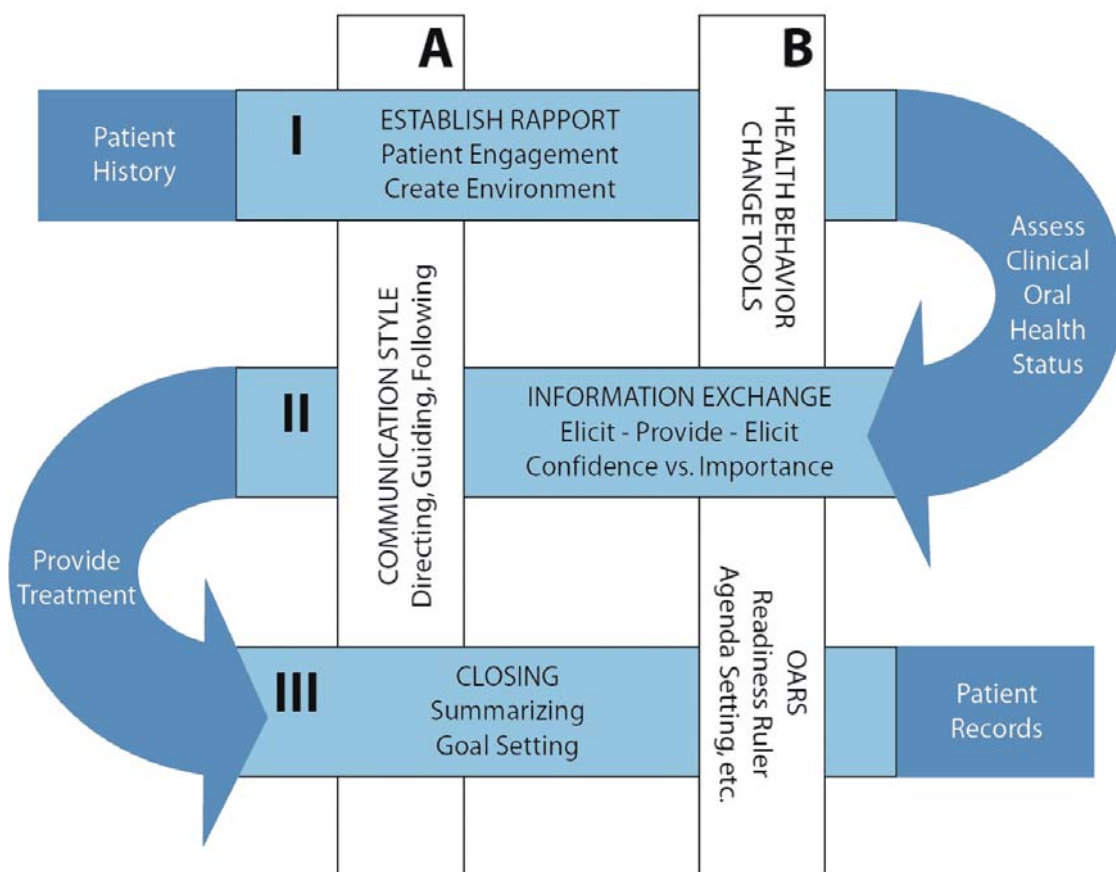 A
B
Patient
History
I
ESTABLISH RAPPORT
Patient Engagement
Create Environment
HEALTH BEHAVIOR
CHANGE TOOLS
Assess
Clinical
Oral
Health
Status
COMMUNICATION STYLE
Directing, Guiding, Following
II
INFORMATION EXCHANGE
Elicit - Provide - Elicit
Confidence vs. Importance
Provide
Treatment
OARS
Readiness Ruler
Agenda Setting, etc.
III
CLOSING
Summarizing
Goal Setting
Patient
Records